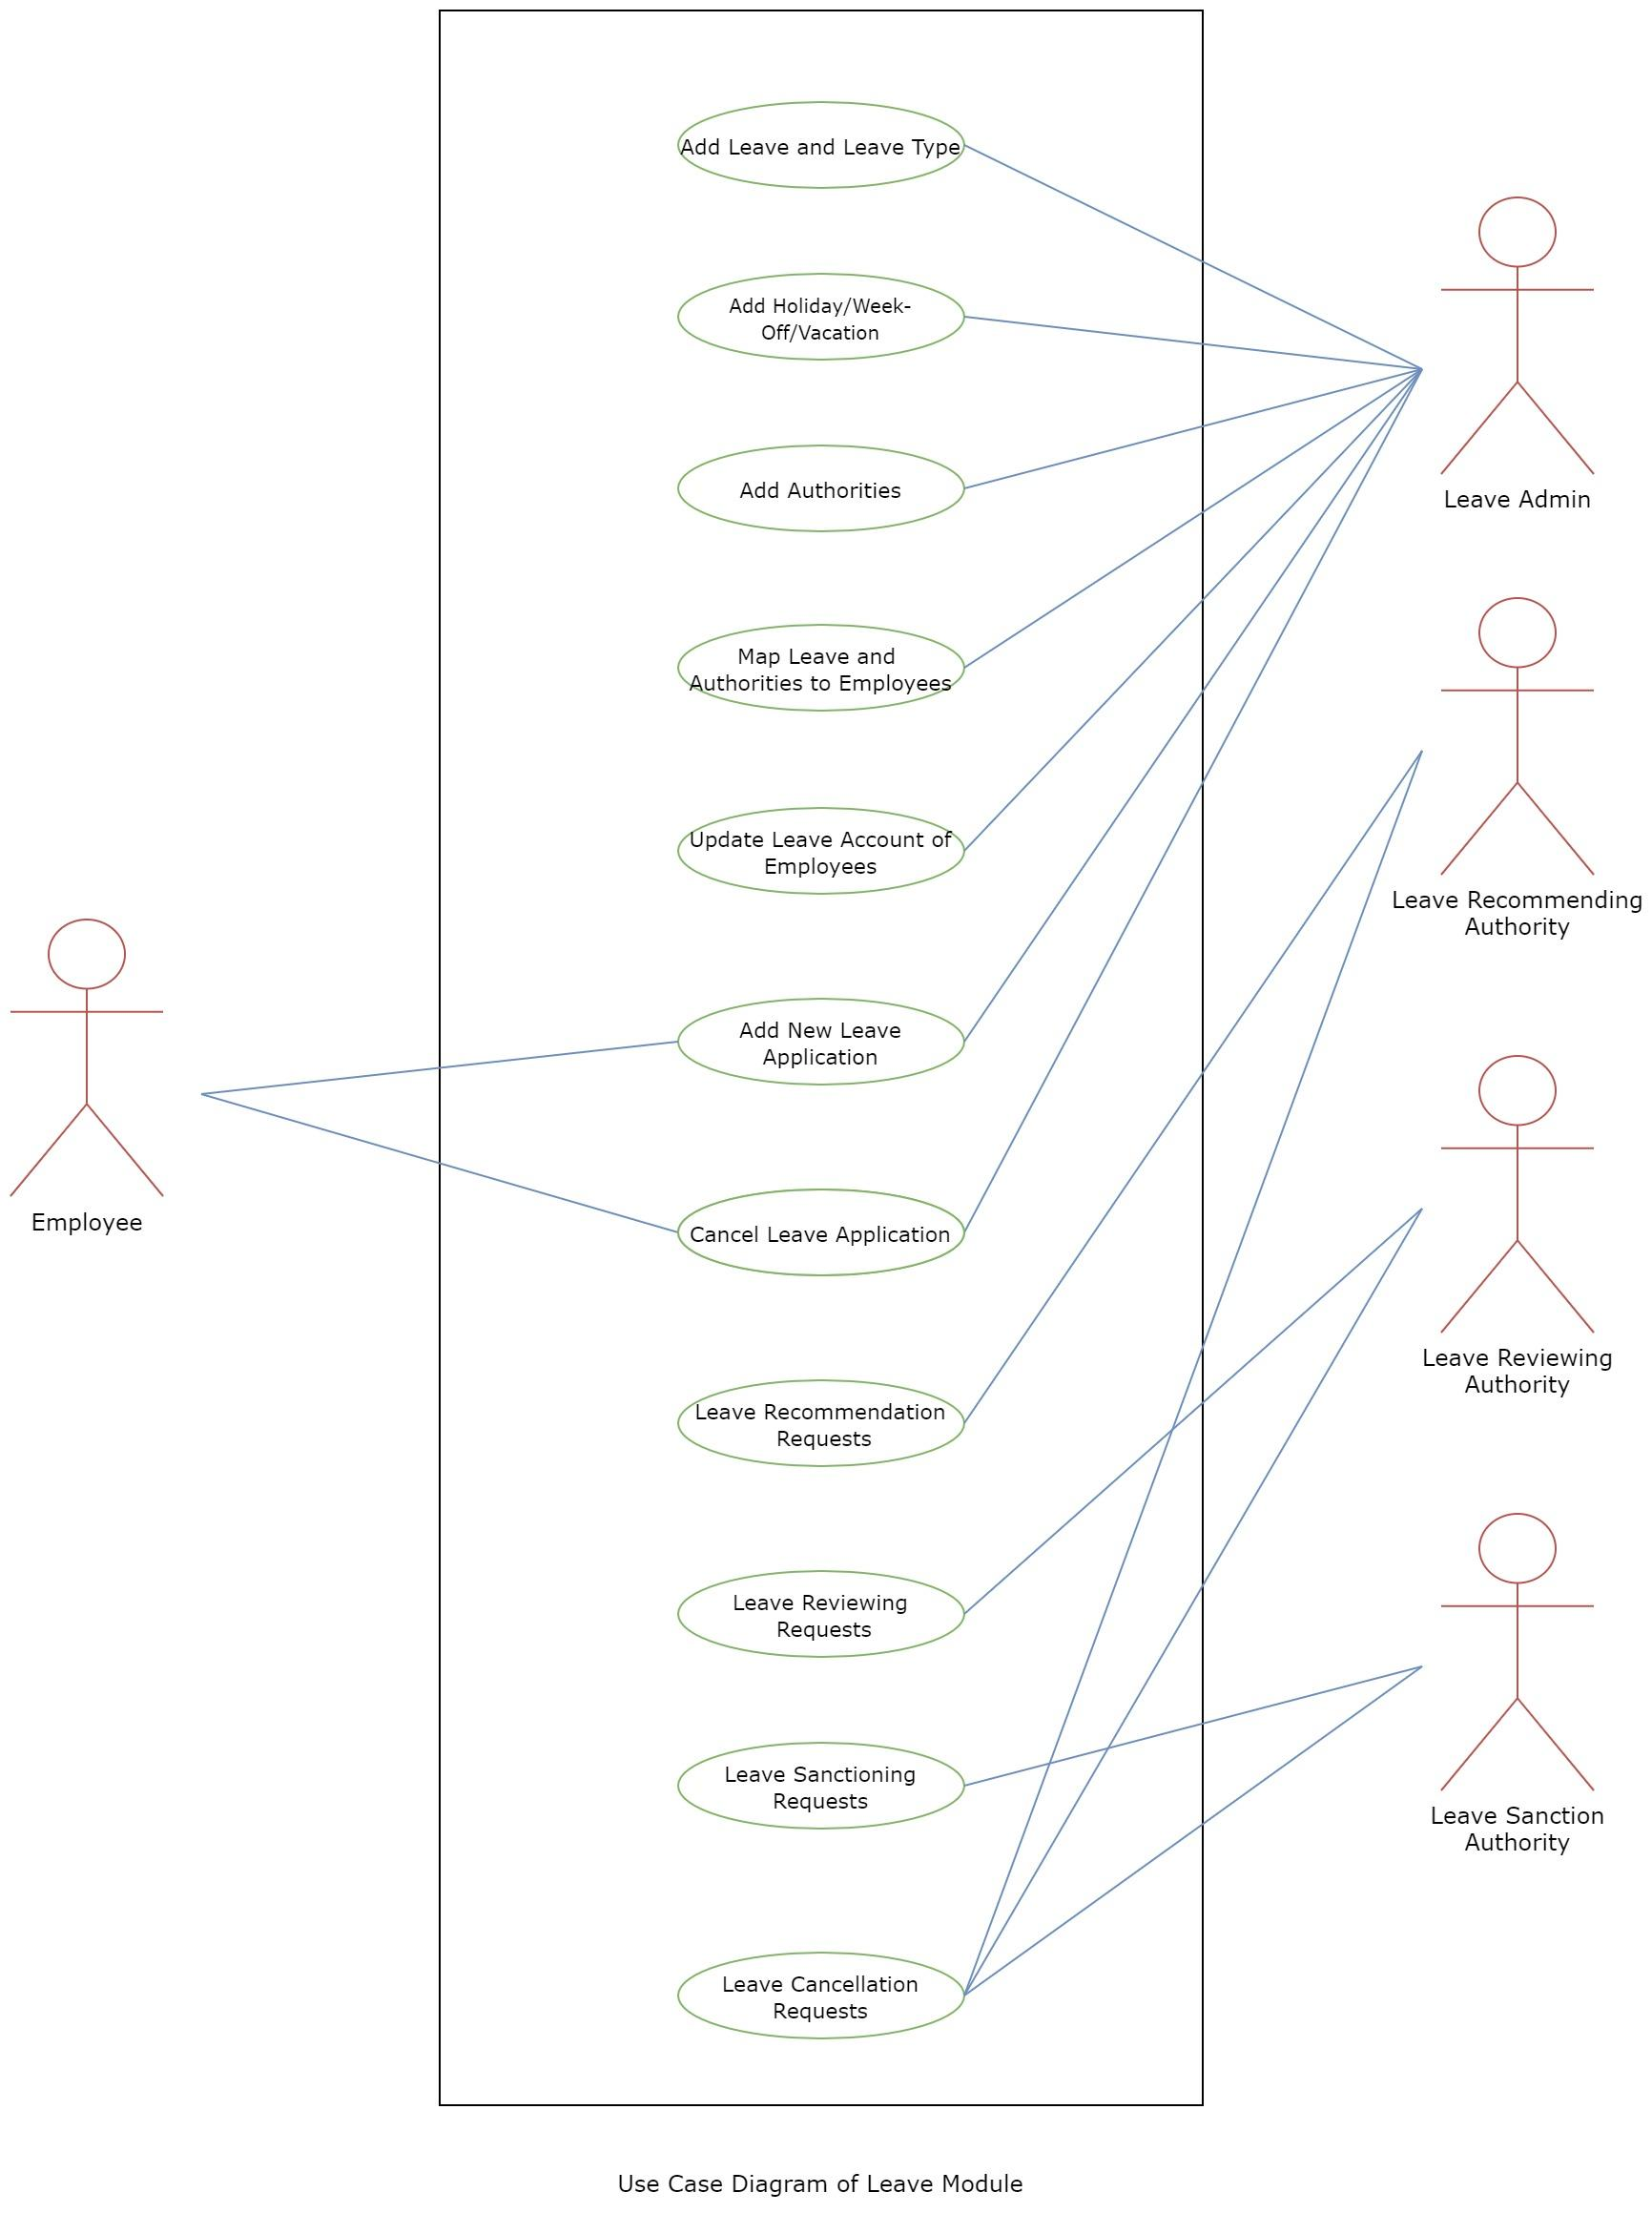 Add Leave and Leave Type
Add Holiday/Week-
Off/Vacation
Add Authorities
Leave Admin
Map Leave and
Authorities to Employees
Update Leave Account of
Employees
Leave Recommending
Authority
Add New Leave
Application
Employee
Cancel Leave Application
Leave Reviewing
Authority
Leave Recommendation
Requests
Leave Reviewing
Requests
Leave Sanctioning
Requests
Leave Sanction
Authority
Leave Cancellation
Requests
Use Case Diagram of Leave Module